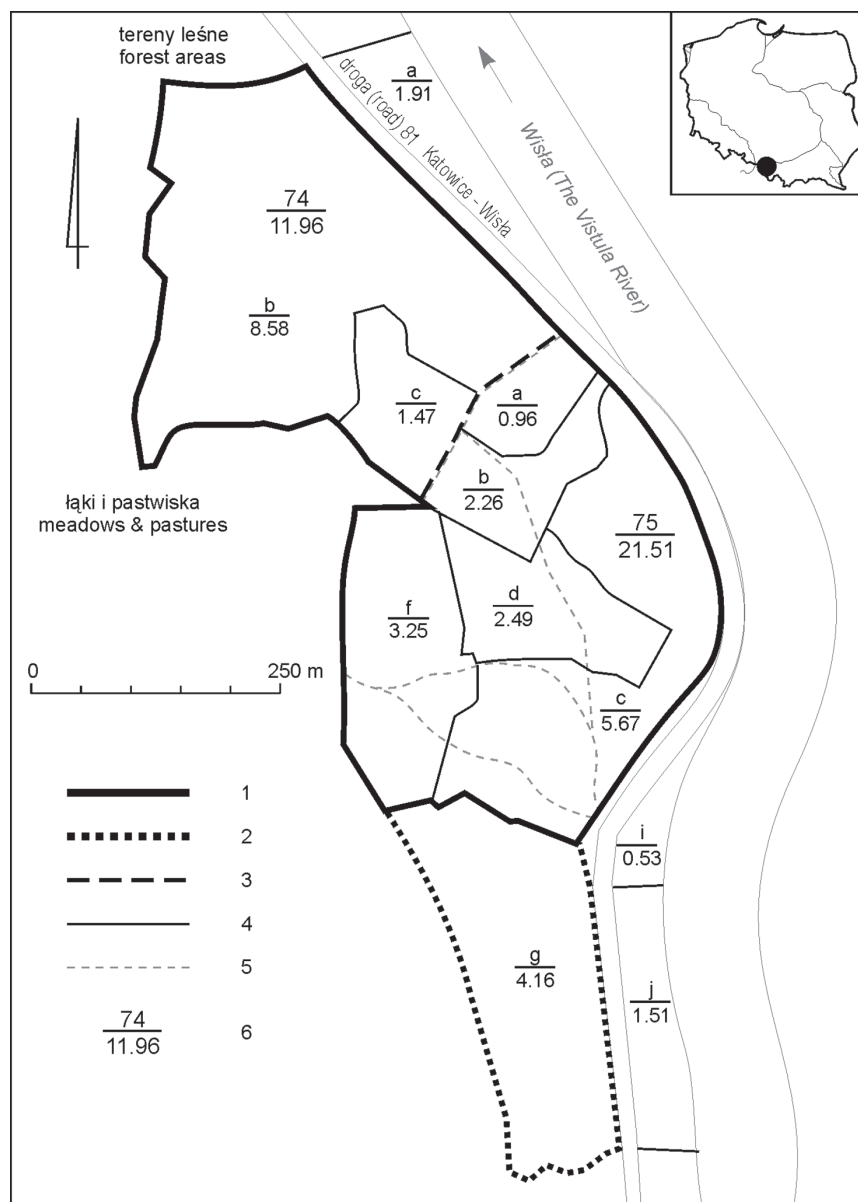 tereny leśne
forest areas
a
1.91
droga (road) 81 Katowice - Wisła
Wisła (The Vistula River)
74
11.96
b
8.58
c
1.47
a
0.96
b
2.26
75
21.51
łąki i pastwiska
meadows & pastures
f
3.25
d
2.49
0 250 m
c
5.67
1
2
3
4
5
74
11.96
6
i
0.53
g
4.16
j
1.51